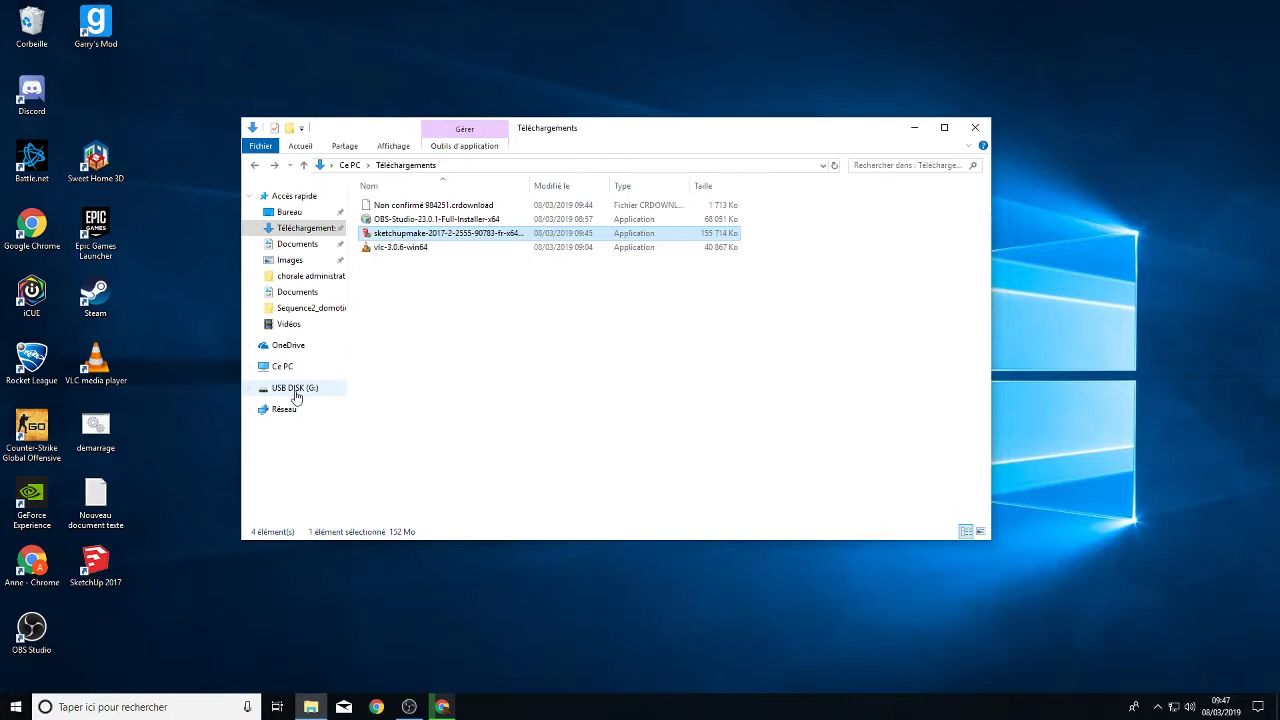 Corbeille
Garry's Mod
Discord
Battle.net
Sweet Home 3D
Google Chrome
Epic Games Launcher
iCUE
Steam
Rocket League
VLC media player
Counter-Strike Global Offensive
demarrage
GeForce Experience
Nouveau document texte
Anne - Chrome
SketchUp 2017
OBS Studio
Gérer
Téléchargements
Fichier
Accueil
Partage
Affichage
Outils d'application
Ce PC > Téléchargements
Rechercher dans : Télécharge...
Nom
Modifié le
Type
Taille
Non confirmé 984251.crdownload 08/03/2019 09:44 Fichier CRDOWNL... 1 713 Ko
OBS-Studio-23.0.1-Full-Installer-x64 08/03/2019 08:57 Application 68 051 Ko
sketchupmake-2017-2-2555-90783-fr-x64... 08/03/2019 09:45 Application 155 714 Ko
vlc-3.0.6-win64 08/03/2019 09:04 Application 40 867 Ko
Accès rapide
Bureau
Téléchargement:
Documents
Images
chorale administrat
Documents
Sequence2_domoti
Vidéos
OneDrive
Ce PC
USB DISK (G:)
Réseau
4 élément(s)
1 élément sélectionné 152 Mo
Taper ici pour rechercher
09:47
08/03/2019